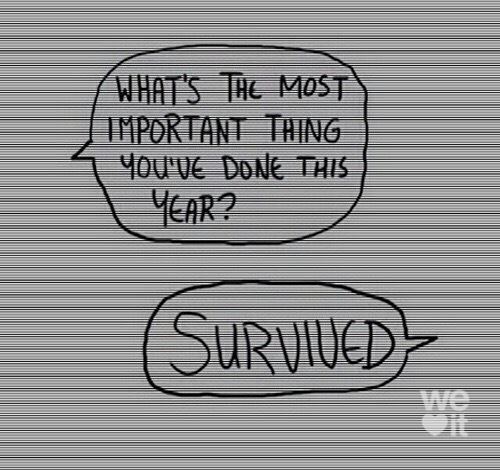 WHAT'S THE MOST
IMPORTANT THING
YOU'VE DONE THIS
YEAR?
SURVIVED
we
it